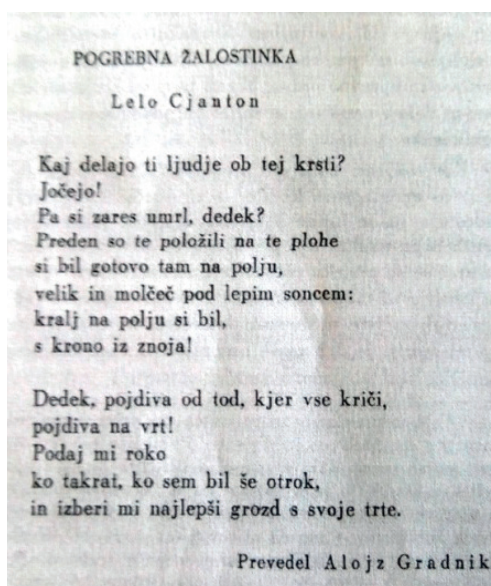 POGREBNA ŽALOSTINKA
Lelo Cjanton
Kaj delajo ti ljudje ob tej krsti?
Jočejo!
Pa si zares umrl, dedek?
Preden so te položili na te plohe
si bil gotovo tam na polju,
velik in molčeč pod lepim soncem:
kralj na polju si bil,
s krono iz znoja!
Dedek, pojdiva od tod, kjer vse kriči,
pojdiva na vrt!
Podaj mi roko
ko takrat, ko sem bil še otrok,
in izberi mi najlepši grozd s svoje trte.
Prevedel Alojz Gradnik